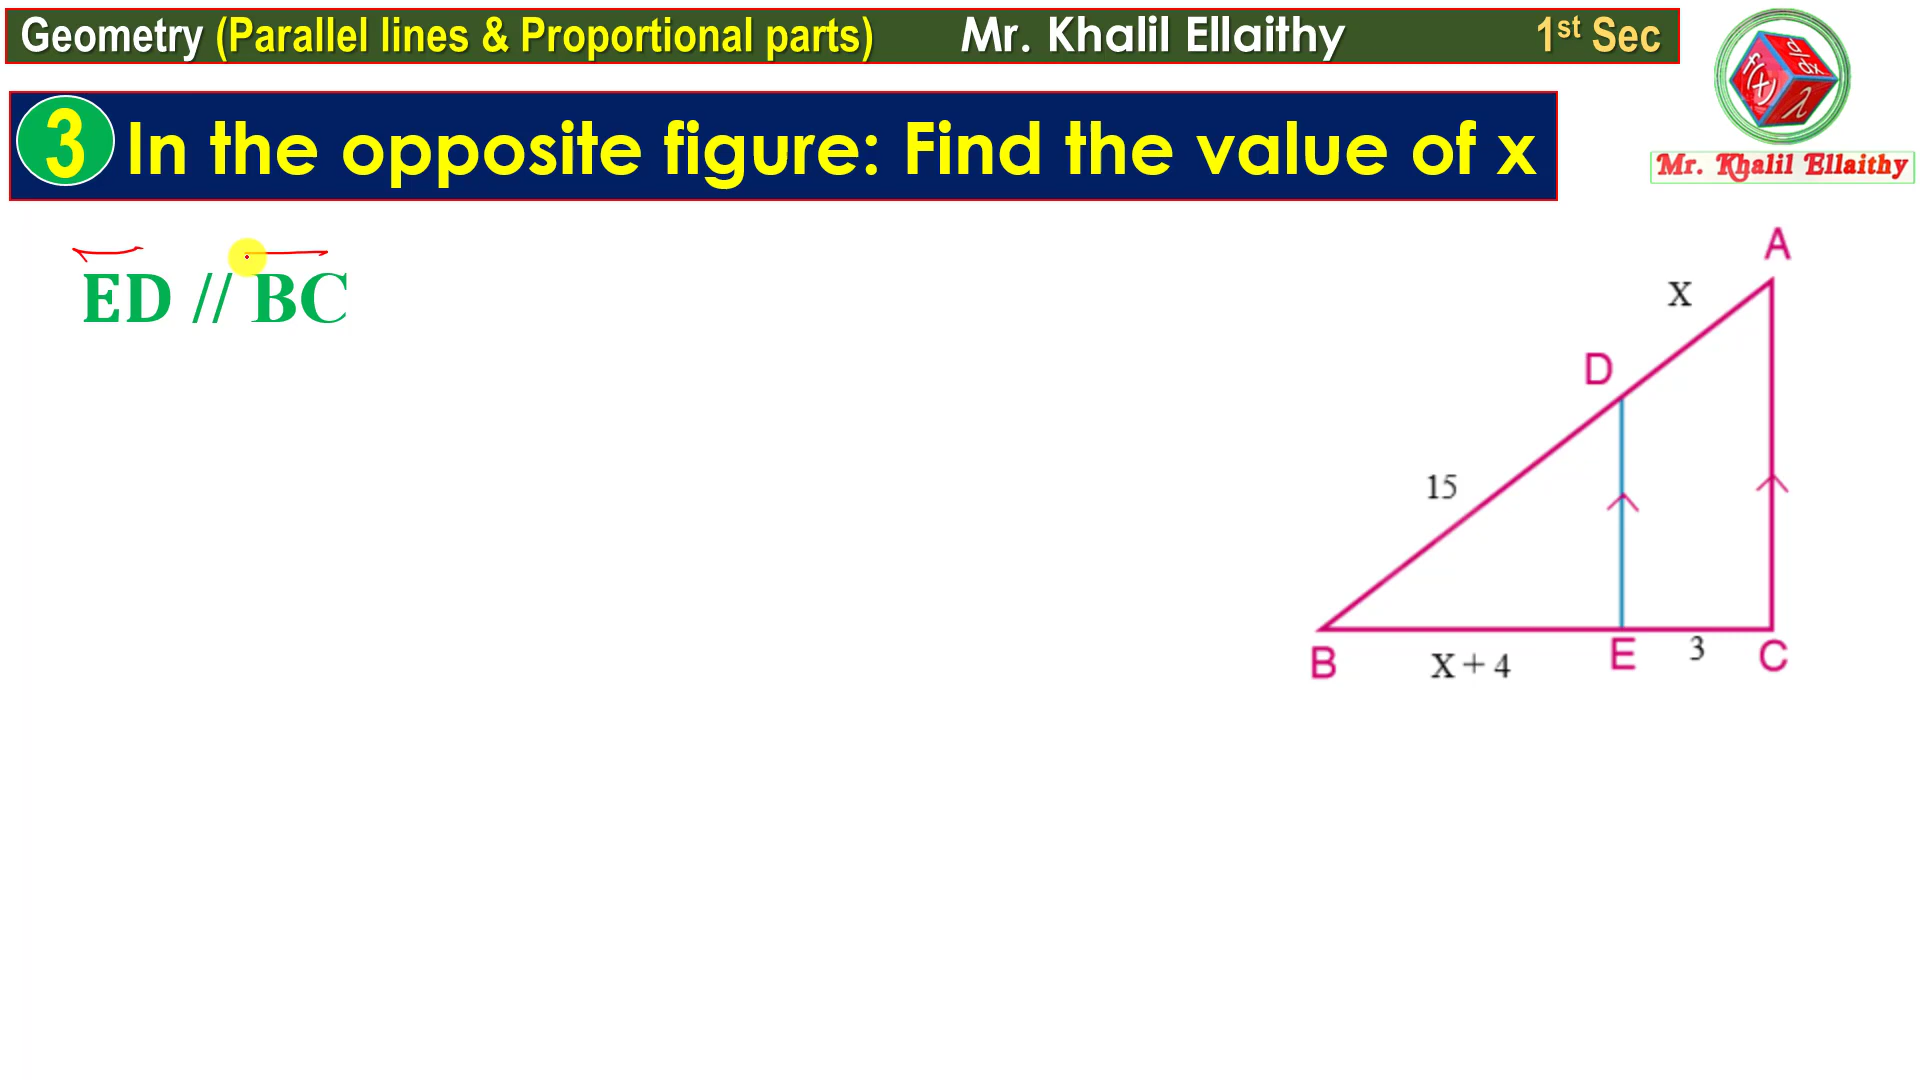 Geometry (Parallel lines & Proportional parts) Mr. Khalil Ellaithy 1st Sec
f(x) d/dx λ
Mr. Khalil Ellaithy
3 In the opposite figure: Find the value of x
ED // BC
A
X
D
15
B X + 4 E 3 C